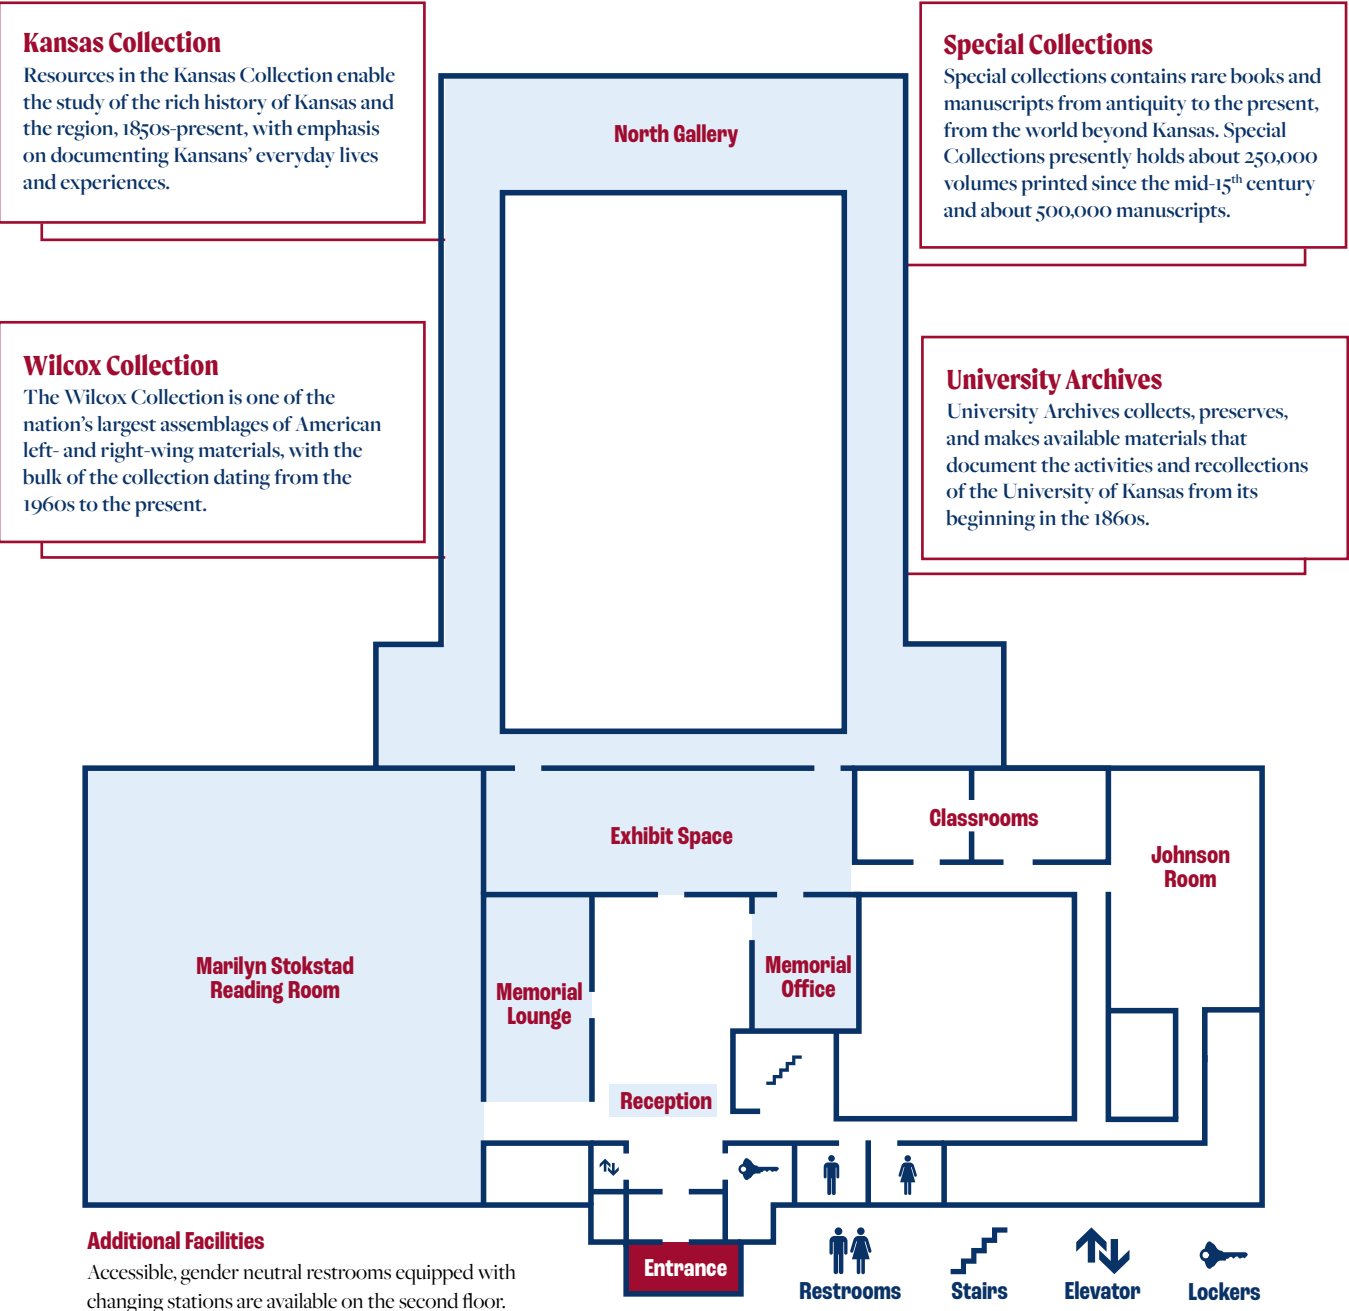 Kansas Collection
Resources in the Kansas Collection enable
the study of the rich history of Kansas and
the region, 1850s-present, with emphasis
on documenting Kansans' everyday lives
and experiences.
Special Collections
Special collections contains rare books and
manuscripts from antiquity to the present,
from the world beyond Kansas. Special
Collections presently holds about 250,000
volumes printed since the mid-15th century
and about 500,000 manuscripts.
North Gallery
Wilcox Collection
The Wilcox Collection is one of the
nation's largest assemblages of American
left- and right-wing materials, with the
bulk of the collection dating from the
1960s to the present.
University Archives
University Archives collects, preserves,
and makes available materials that
document the activities and recollections
of the University of Kansas from its
beginning in the 1860s.
Exhibit Space
Classrooms
Johnson
Room
Marilyn Stokstad
Reading Room
Memorial
Lounge
Memorial
Office
Reception
Entrance
Additional Facilities
Accessible, gender neutral restrooms equipped with
changing stations are available on the second floor.
Restrooms
Stairs
Elevator
Lockers